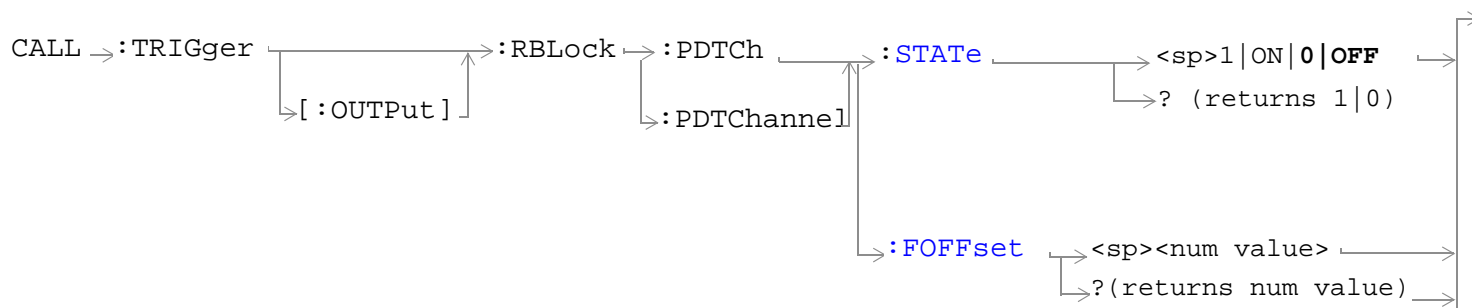 CALL :TRIGger :RBLock :PDTCh :STATe <sp>1|ON|0|OFF
[:OUTPut] :PDTChannel ? (returns 1|0)
:FOFFset <sp><num value>
?(returns num value)